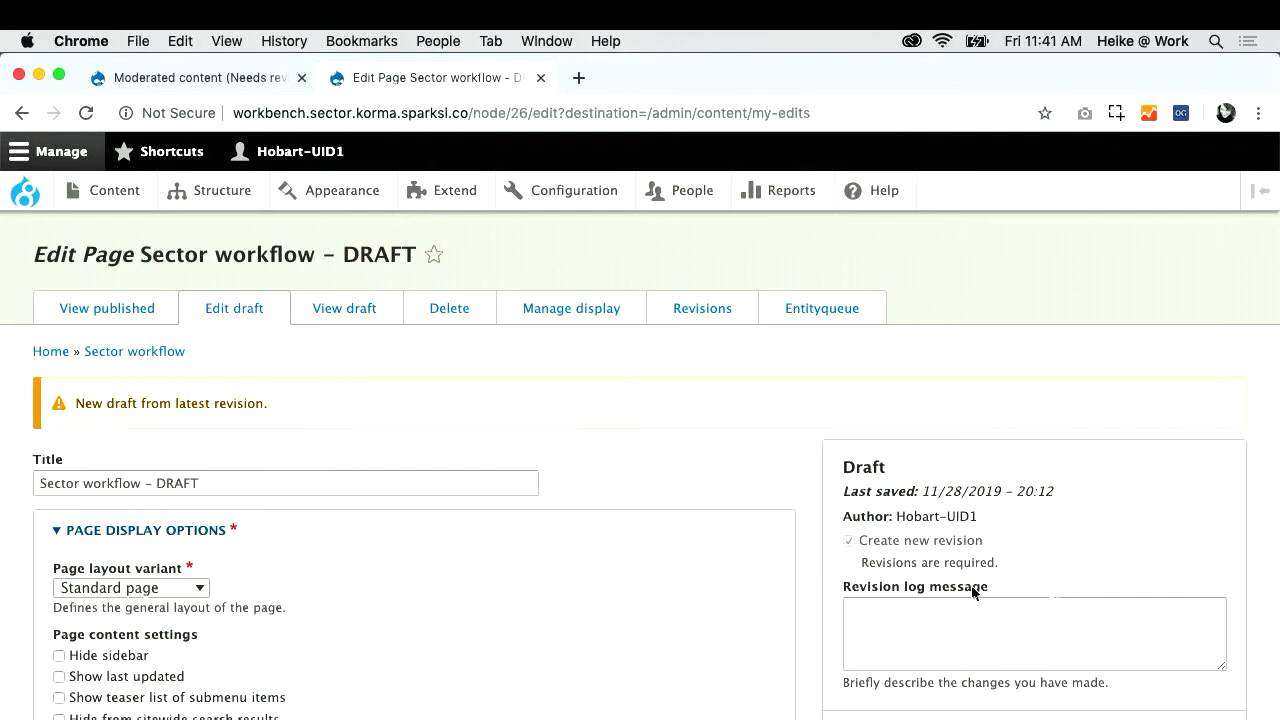 Chrome File Edit View History Bookmarks People Tab Window Help Fri 11:41 AM Heike @ Work
Moderated content (Needs rev Edit Page Sector workflow - D
Not Secure workbench.sector.korma.sparksl.co/node/26/edit?destination=/admin/content/my-edits OG
Manage Shortcuts Hobart-UID1
Content Structure Appearance Extend Configuration People Reports Help
Edit Page Sector workflow - DRAFT
View published Edit draft View draft Delete Manage display Revisions Entityqueue
Home » Sector workflow
New draft from latest revision.
Title
Sector workflow - DRAFT
PAGE DISPLAY OPTIONS *
Page layout variant *
Standard page
Defines the general layout of the page.
Page content settings
Hide sidebar
Show last updated
Show teaser list of submenu items
Hide from sitewide search results
Draft
Last saved: 11/28/2019 - 20:12
Author: Hobart-UID1
Create new revision
Revisions are required.
Revision log message
Briefly describe the changes you have made.